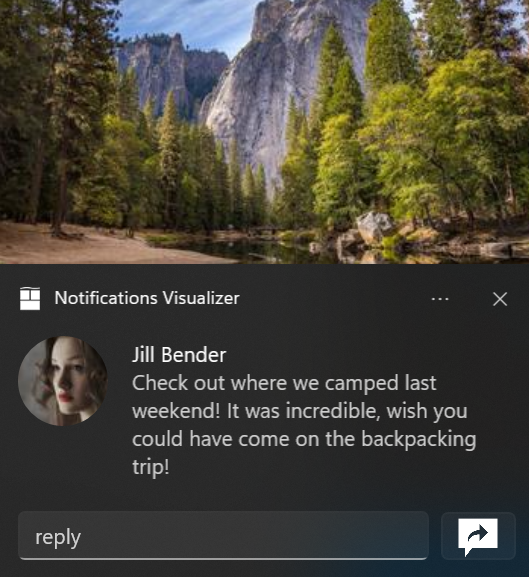 Notifications Visualizer
Jill Bender
Check out where we camped last
weekend! It was incredible, wish you
could have come on the backpacking
trip!
reply